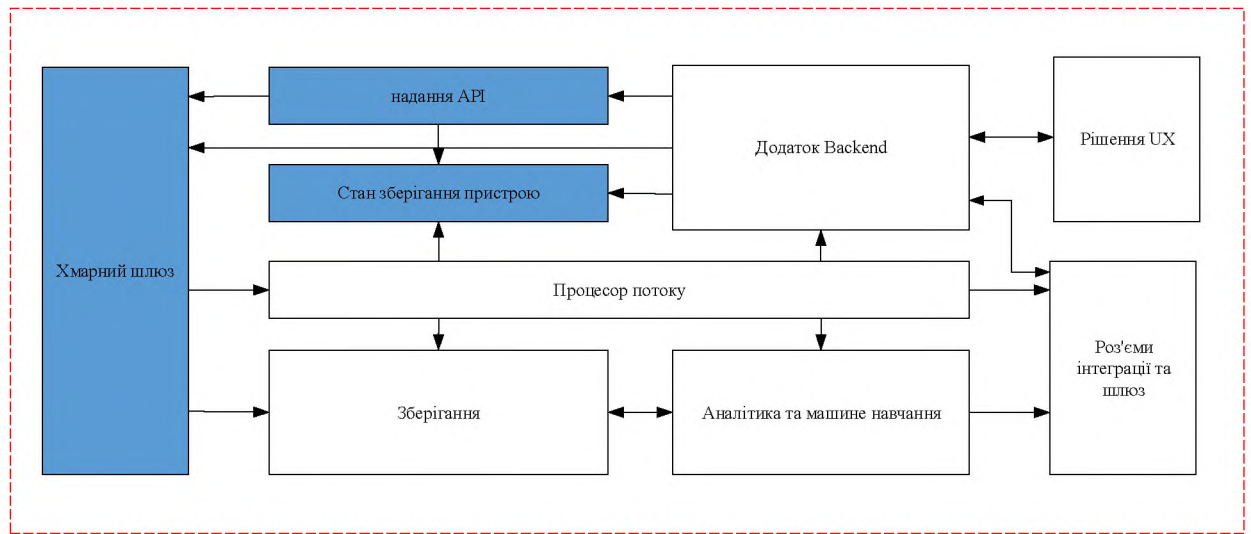 надання API
Додаток Backend
Рішення UX
Стан зберігання пристрою
Хмарний шлюз
Процесор потоку
Роз'єми
інтеграції та
шлюз
Зберігання
Аналітика та машине навчання